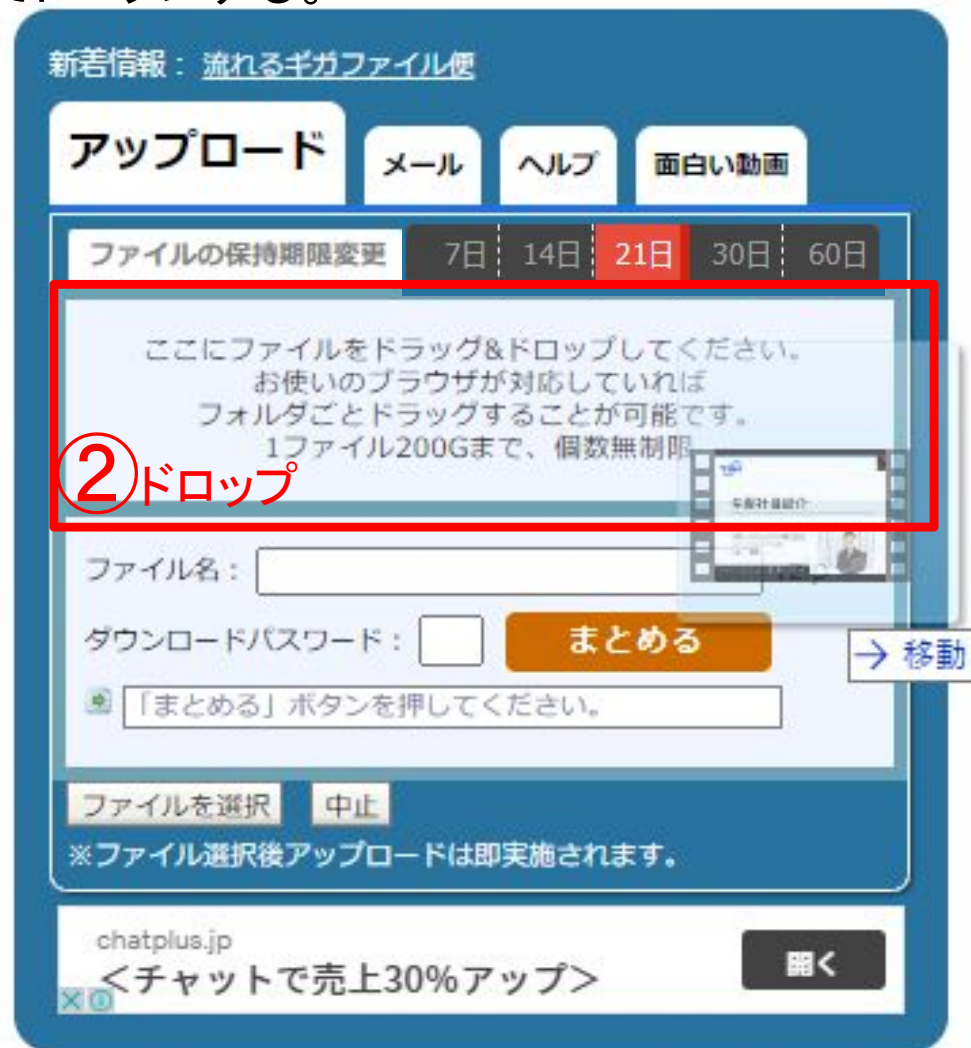 新着情報： 流れるギガファイル便
アップロード
メール
ヘルプ
面白い動画
ファイルの保持期限変更
7日
14日
21日
30日
60日
ここにファイルをドラッグ&ドロップしてください。
お使いのブラウザが対応していれば
フォルダごとドラッグすることが可能です。
1ファイル200Gまで、個数無制限
②ドロップ
ファイル名：
→ 移動
ダウンロードパスワード：
まとめる
「まとめる」ボタンを押してください。
ファイルを選択
中止
※ファイル選択後アップロードは即実施されます。
chatplus.jp
＜チャットで売上30%アップ＞
開く